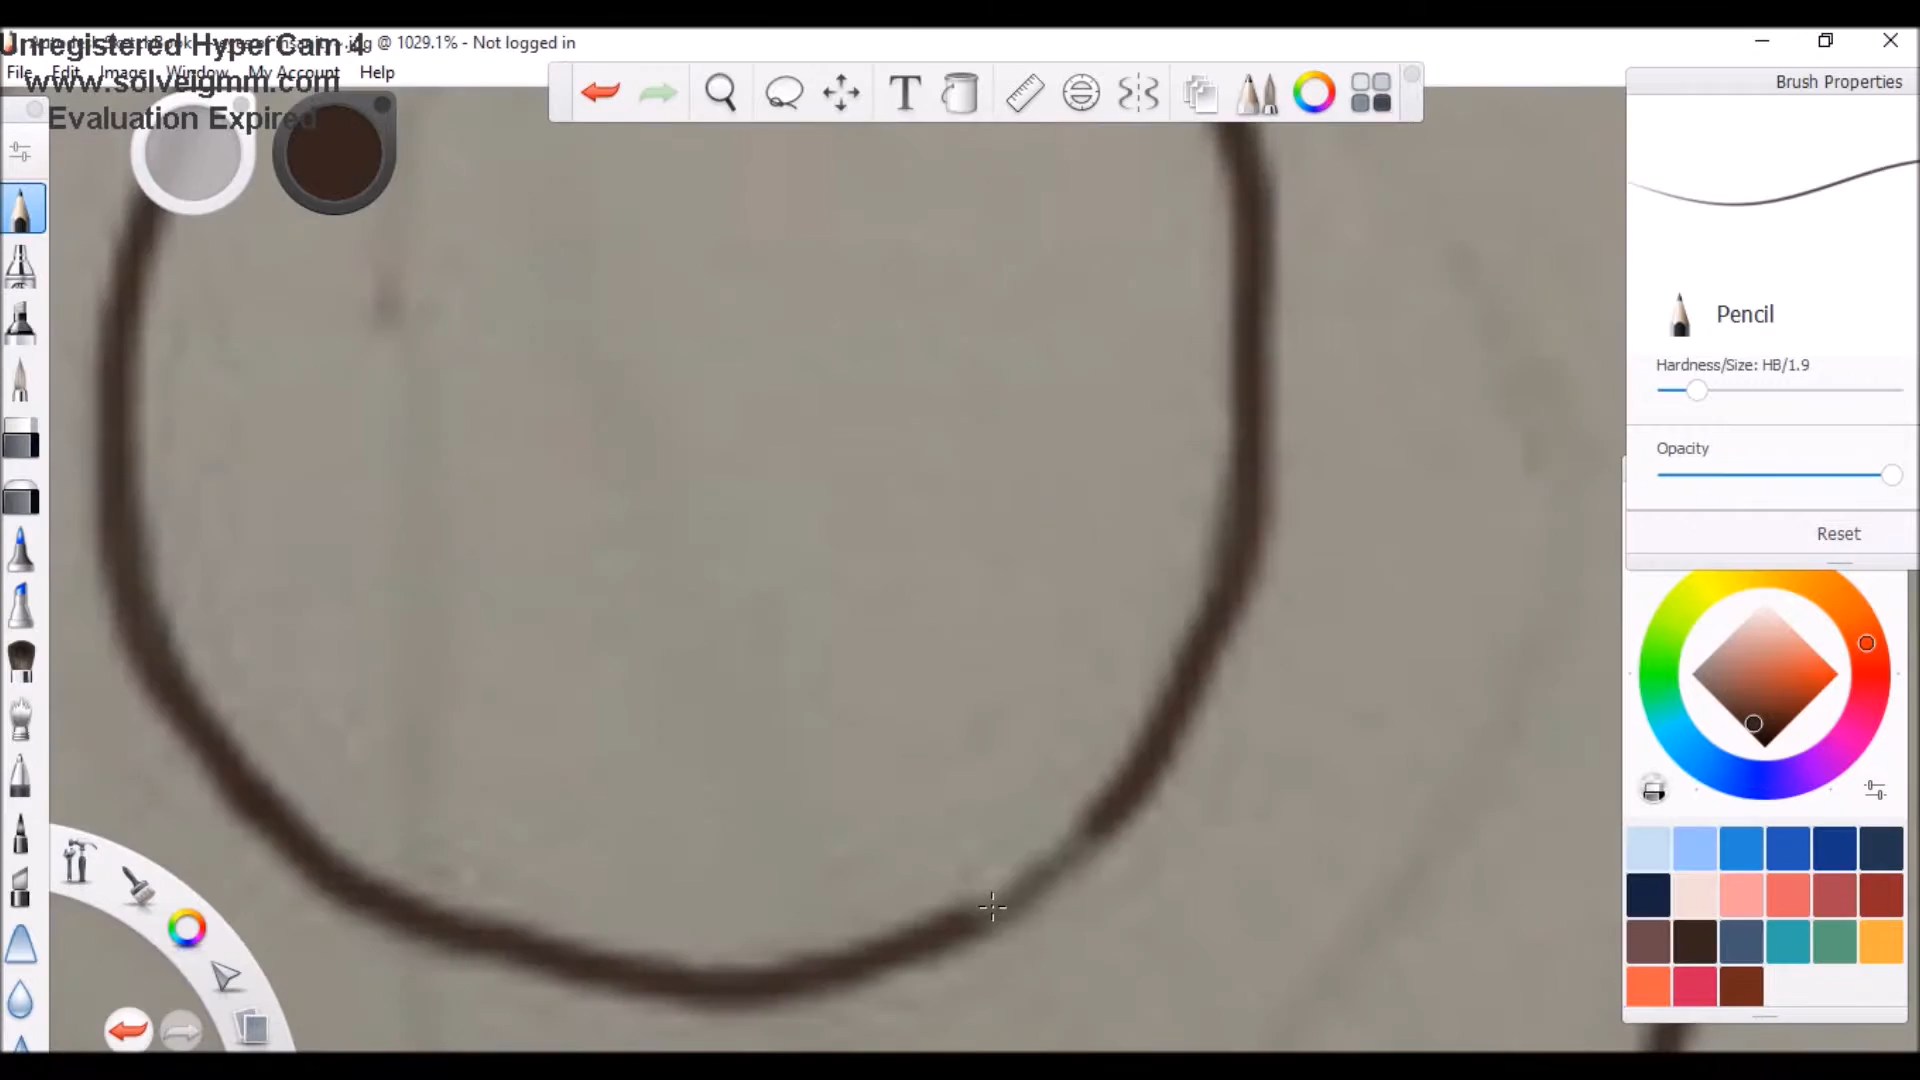 Unregistered HyperCam 4
@ 1029.1% - Not logged in
File Edit Image Window My Account Help
www.solveigmm.com
Evaluation Expired
T
Brush Properties
Pencil
Hardness/Size: HB/1.9
Opacity
Reset